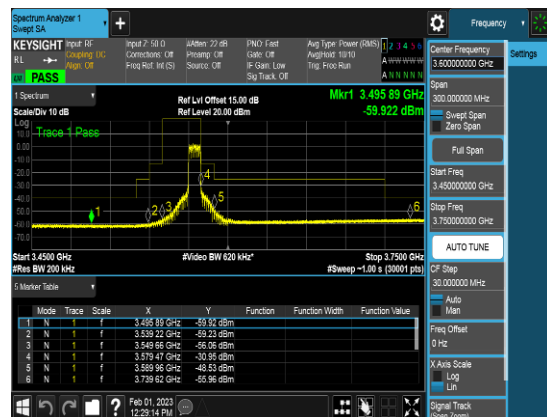 Spectrum Analyzer 1
Swept SA
+
Frequency
KEYSIGHT Input: RF
RL
Coupling: DC
Align: Off
PASS
Input Z: 50 Ω
Corrections: Off
Freq Ref: Int (S)
#Atten: 22 dB
Preamp: Off
Source: Off
PNO: Fast
Gate: Off
IF Gain: Low
Sig Track: Off
Avg Type: Power (RMS)
Avg|Hold: 10/10
Trig: Free Run
1 2 3 4 5 6
A W W W W W
A N N N N N
1 Spectrum
Scale/Div 10 dB
Log
Ref Lvl Offset 15.00 dB
Ref Level 20.00 dBm
Mkr1 3.495 89 GHz
-59.922 dBm
Trace 1 Pass
10.0
0.00
-10.0
-20.0
-30.0
-40.0
-50.0
-60.0
-70.0
1
2
3
4
5
6
Start 3.4500 GHz
#Res BW 200 kHz
#Video BW 620 kHz*
Stop 3.7500 GHz
#Sweep ~1.00 s (30001 pts)
5 Marker Table
Mode Trace Scale X Y Function Function Width Function Value
1 N 1 f 3.495 89 GHz -59.92 dBm
2 N 1 f 3.539 22 GHz -59.23 dBm
3 N 1 f 3.549 66 GHz -56.06 dBm
4 N 1 f 3.579 47 GHz -30.95 dBm
5 N 1 f 3.589 96 GHz -48.53 dBm
6 N 1 f 3.739 62 GHz -55.96 dBm
Feb 01, 2023
12:29:14 PM
?
Center Frequency
3.600000000 GHz
Settings
Span
300.000000 MHz
Swept Span
Zero Span
Full Span
Start Freq
3.450000000 GHz
Stop Freq
3.750000000 GHz
AUTO TUNE
CF Step
30.000000 MHz
Auto
Man
Freq Offset
0 Hz
X Axis Scale
Log
Lin
Signal Track
(Span Zoom)